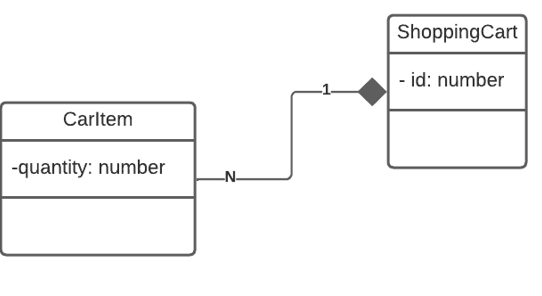 ShoppingCart
- id: number
1
CarItem
-quantity: number
N